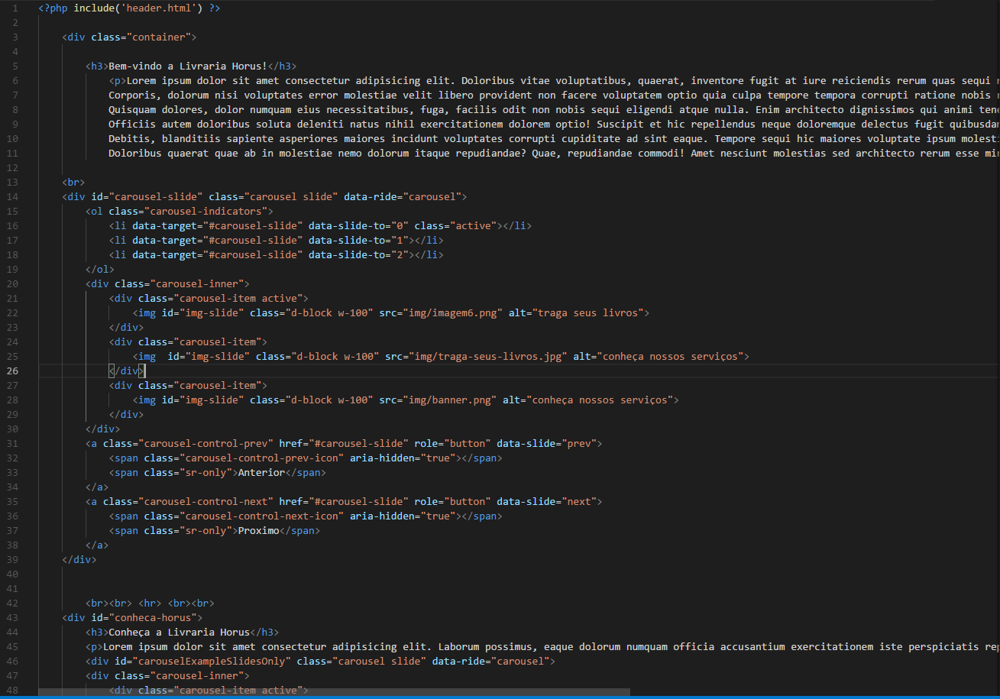 1 <?php include('header.html') ?>
2
3 <div class="container">
4
5 <h3>Bem-vindo a Livraria Horus!</h3>
6 <p>Lorem ipsum dolor sit amet consectetur adipisicing elit. Doloribus vitae voluptatibus, quaerat, inventore fugit at iure reiciendis rerum quas sequi
7 Corporis, dolorum nisi voluptates error molestiae velit libero provident non facere voluptatem optio quia culpa tempore tempora corrupti ratione nobis
8 Quisquam dolores, dolor numquam eius necessitatibus, fuga, facilis odit non nobis sequi eligendi atque nulla. Enim architecto dignissimos qui animi
9 Officiis autem doloribus soluta deleniti natus nihil exercitationem dolorem optio! Suscipit et hic repellendus neque doloremque delectus fugit
10 Debitis, blanditiis sapiente asperiores maiores incidunt voluptates corrupti cupiditate ad sint eaque. Tempore sequi hic maiores voluptate ipsum
11 Doloribus quaerat quae ab in molestiae nemo dolorum itaque repudiandae? Quae, repudiandae commodi! Amet nesciunt molestias sed architecto rerum esse
12
13 <br>
14 <div id="carousel-slide" class="carousel slide" data-ride="carousel">
15 <ol class="carousel-indicators">
16 <li data-target="#carousel-slide" data-slide-to="0" class="active"></li>
17 <li data-target="#carousel-slide" data-slide-to="1"></li>
18 <li data-target="#carousel-slide" data-slide-to="2"></li>
19 </ol>
20 <div class="carousel-inner">
21 <div class="carousel-item active">
22 <img id="img-slide" class="d-block w-100" src="img/imagem6.png" alt="traga seus livros">
23 </div>
24 <div class="carousel-item">
25 <img  id="img-slide" class="d-block w-100" src="img/traga-seus-livros.jpg" alt="conheça nossos serviços">
26 </div>
27 <div class="carousel-item">
28 <img id="img-slide" class="d-block w-100" src="img/banner.png" alt="conheça nossos serviços">
29 </div>
30 </div>
31 <a class="carousel-control-prev" href="#carousel-slide" role="button" data-slide="prev">
32 <span class="carousel-control-prev-icon" aria-hidden="true"></span>
33 <span class="sr-only">Anterior</span>
34 </a>
35 <a class="carousel-control-next" href="#carousel-slide" role="button" data-slide="next">
36 <span class="carousel-control-next-icon" aria-hidden="true"></span>
37 <span class="sr-only">Proximo</span>
38 </a>
39 </div>
40
41
42 <br><br> <hr> <br><br>
43 <div id="conheca-horus">
44 <h3>Conheça a Livraria Horus</h3>
45 <p>Lorem ipsum dolor sit amet consectetur adipisicing elit. Laborum possimus, eaque dolorum numquam officia accusantium exercitationem iste perspiciatis
46 <div id="carouselExampleSlidesOnly" class="carousel slide" data-ride="carousel">
47 <div class="carousel-inner">
48 <div class="carousel-item active">